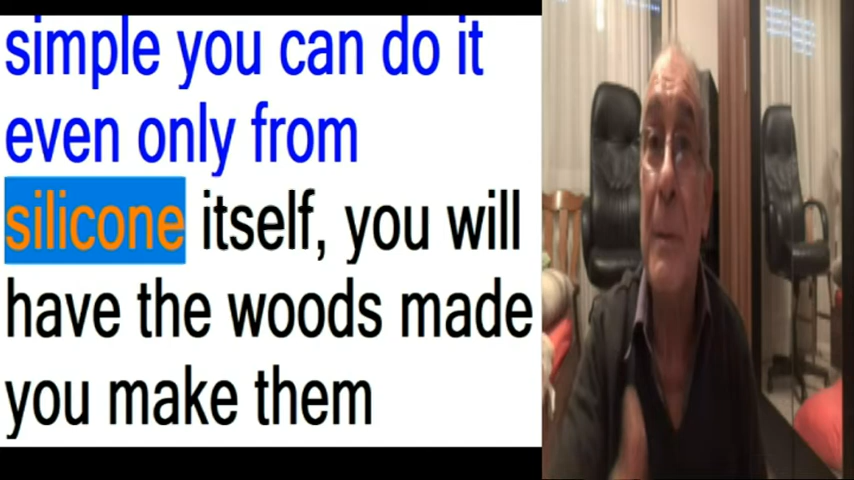 simple you can do it
even only from
silicone itself, you will
have the woods made
you make them